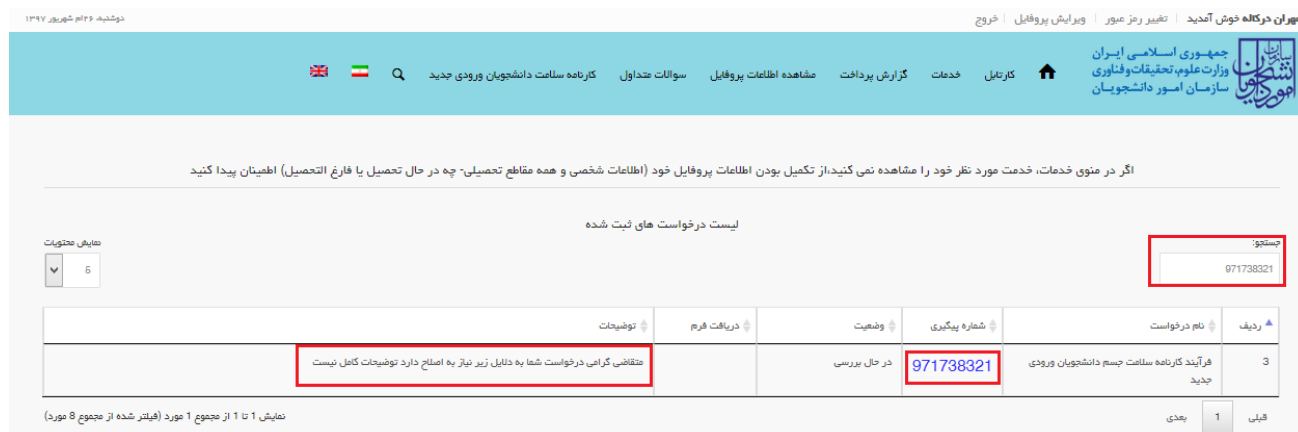 مهران درکاله خوش آمدید | تغییر رمز عبور | ویرایش پروفایل | خروج
دوشنبه، ۲۶ام شهریور ۱۳۹۷
سازمان امور دانشجویان
جمهوری اسلامی ایران
وزارت علوم، تحقیقات و فناوری
سازمان امور دانشجویان
کارتابل خدمات گزارش پرداخت مشاهده اطلاعات پروفایل سوالات متداول کارنامه سلامت دانشجویان ورودی جدید
اگر در منوی خدمات، خدمت مورد نظر خود را مشاهده نمی کنید،از تکمیل بودن اطلاعات پروفایل خود (اطلاعات شخصی و همه مقاطع تحصیلی- چه در حال تحصیل یا فارغ التحصیل) اطمینان پیدا کنید
لیست درخواست های ثبت شده
جستجو:
971738321
نمایش محتویات
5
ردیف نام درخواست شماره پیگیری وضعیت دریافت فرم توضیحات
3 فرآیند کارنامه سلامت جسم دانشجویان ورودی جدید 971738321 در حال بررسی متقاضی گرامی درخواست شما به دلایل زیر نیاز به اصلاح دارد توضیحات کامل نیست
قبلی 1 بعدی
نمایش 1 تا 1 از مجموع 1 مورد (فیلتر شده از مجموع 8 مورد)